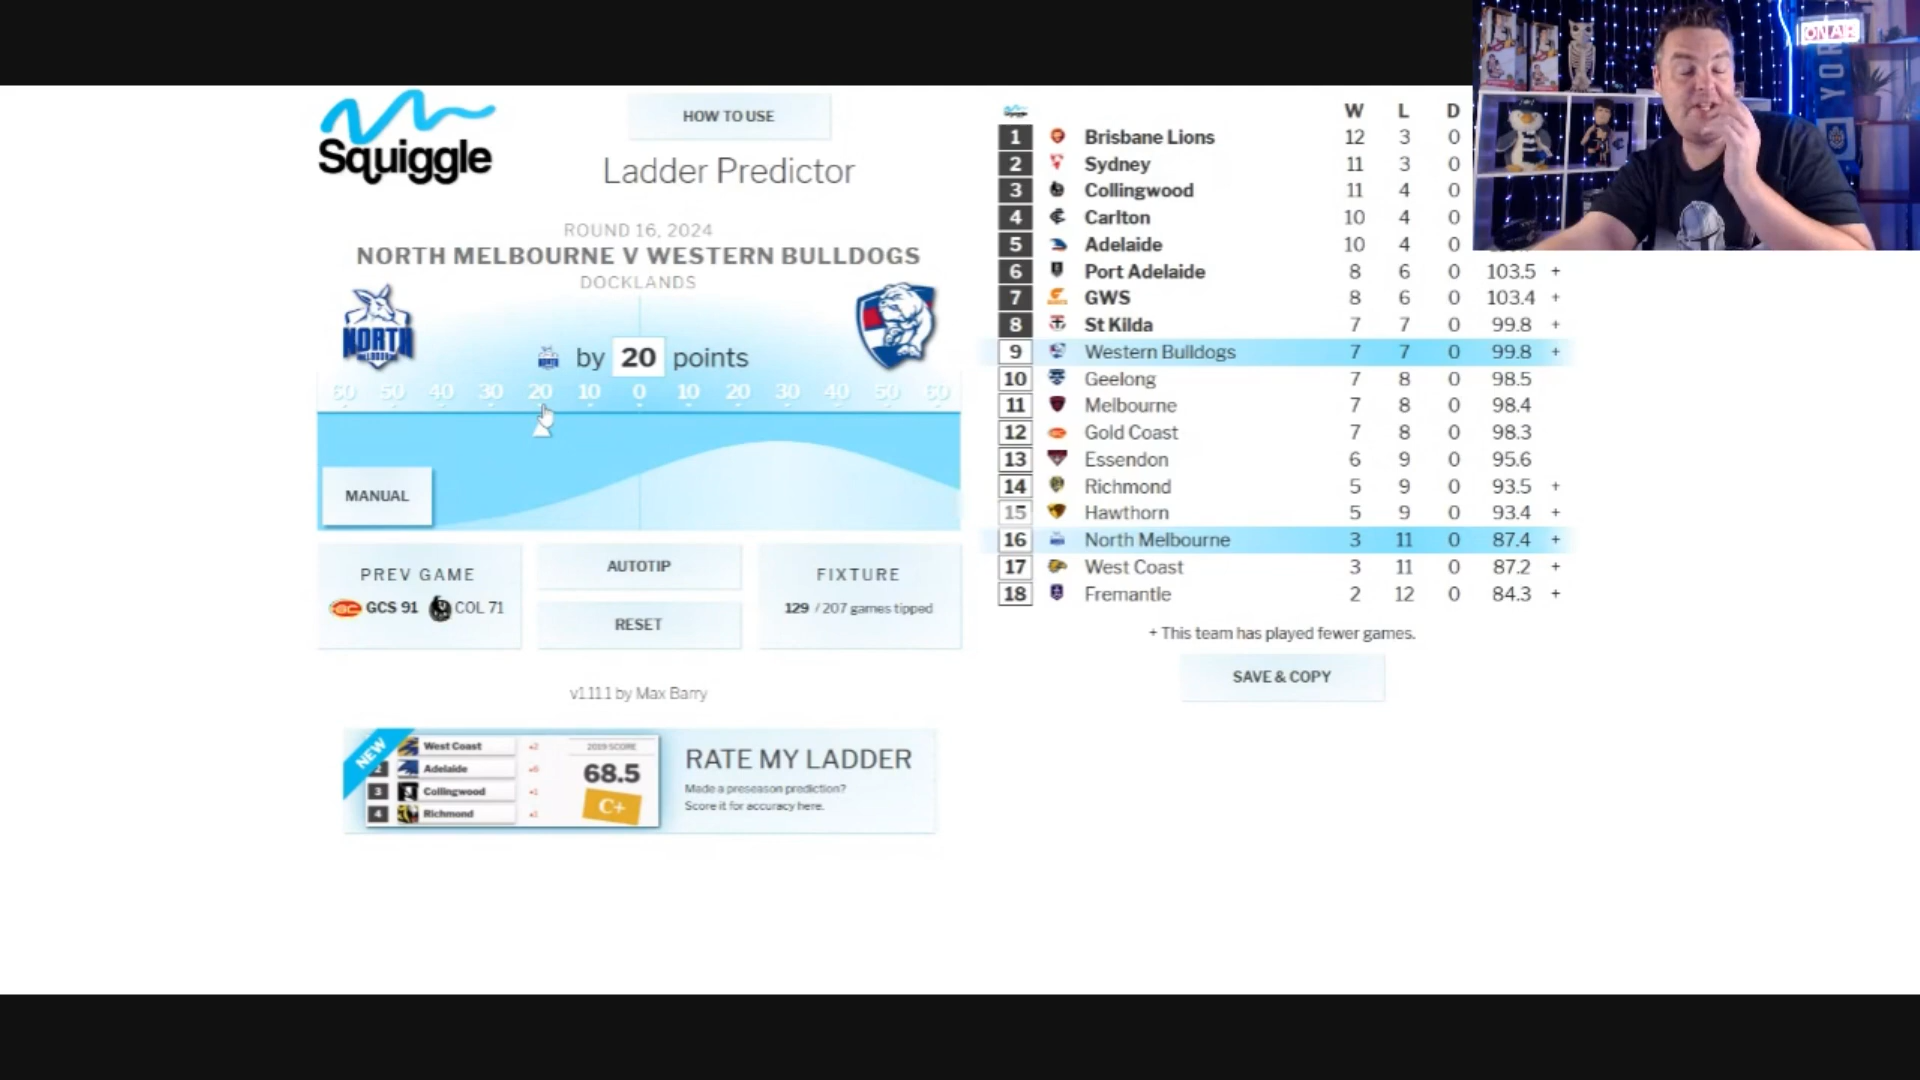 Squiggle
HOW TO USE
Ladder Predictor
ROUND 16, 2024
NORTH MELBOURNE V WESTERN BULLDOGS
DOCKLANDS
NORTH
by 20 points
60 50 40 30 20 10 0 10 20 30 40 50 60
MANUAL
PREV GAME
GCS 91 COL 71
AUTOTIP
RESET
FIXTURE
129 / 207 games tipped
v1.11.1 by Max Barry
NEW
West Coast
2 Adelaide
3 Collingwood
4 Richmond
2019 SCORE
68.5
C+
RATE MY LADDER
Made a preseason prediction?
Score it for accuracy here.
W L D
1 Brisbane Lions 12 3 0
2 Sydney 11 3 0
3 Collingwood 11 4 0
4 Carlton 10 4 0
5 Adelaide 10 4 0
6 Port Adelaide 8 6 0 103.5 +
7 GWS 8 6 0 103.4 +
8 St Kilda 7 7 0 99.8 +
9 Western Bulldogs 7 7 0 99.8 +
10 Geelong 7 8 0 98.5
11 Melbourne 7 8 0 98.4
12 Gold Coast 7 8 0 98.3
13 Essendon 6 9 0 95.6
14 Richmond 5 9 0 93.5 +
15 Hawthorn 5 9 0 93.4 +
16 North Melbourne 3 11 0 87.4 +
17 West Coast 3 11 0 87.2 +
18 Fremantle 2 12 0 84.3 +
+ This team has played fewer games.
SAVE & COPY
ON AIR
YOR